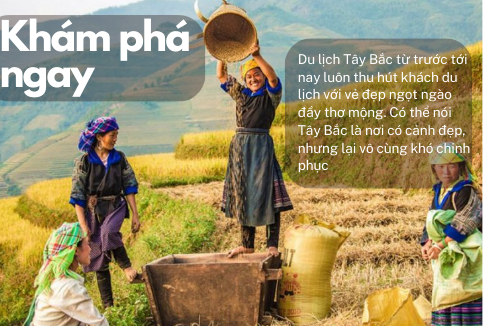 Khám phá
ngay
Du lịch Tây Bắc từ trước tới
nay luôn thu hút khách du
lịch với vẻ đẹp ngọt ngào
đầy thơ mộng. Có thể nói
Tây Bắc là nơi có cảnh đẹp,
nhưng lại vô cùng khó chinh
phục